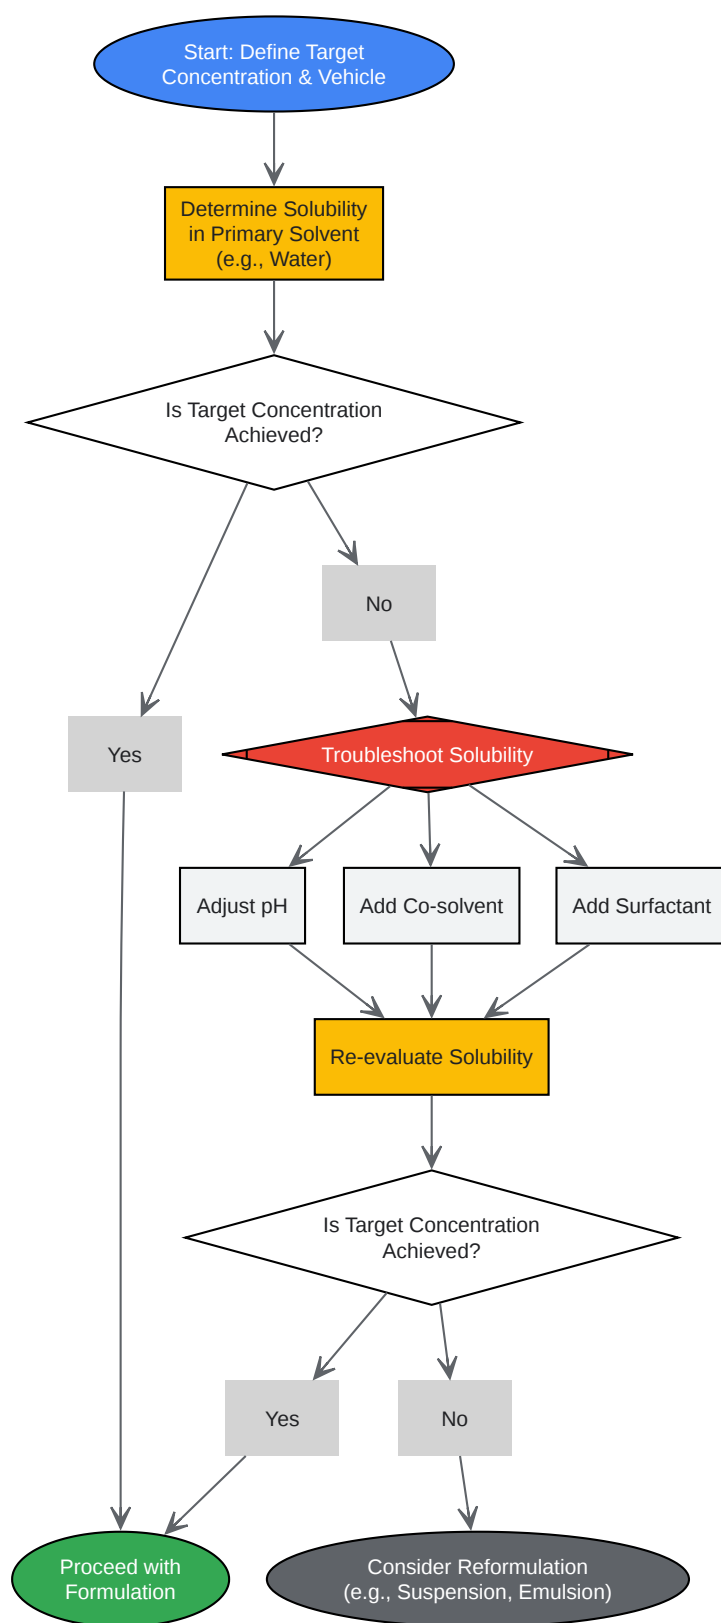 Start: Define Target
Concentration & Vehicle
Determine Solubility
in Primary Solvent
(e.g., Water)
Is Target Concentration
Achieved?
No
Yes
Troubleshoot Solubility
Adjust pH
Add Co-solvent
Add Surfactant
Re-evaluate Solubility
Is Target Concentration
Achieved?
Yes
No
Proceed with
Formulation
Consider Reformulation
(e.g., Suspension, Emulsion)